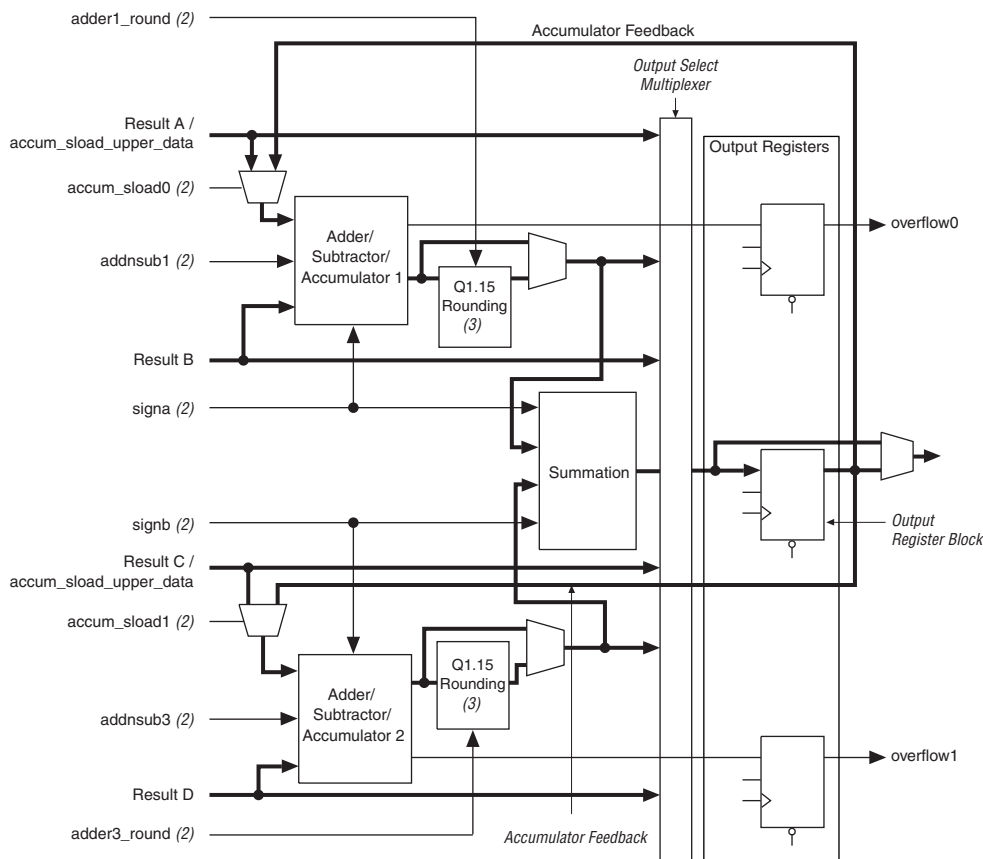 adder1_round (2)
Accumulator Feedback
Output Select
Multiplexer
Result A /
accum_sload_upper_data
Output Registers
accum_sload0 (2)
overflow0
Adder/
Subtractor/
Accumulator 1
addnsub1 (2)
Q1.15
Rounding
(3)
Result B
signa (2)
Summation
signb (2)
Output
Register Block
Result C /
accum_sload_upper_data
accum_sload1 (2)
Q1.15
Rounding
(3)
Adder/
Subtractor/
Accumulator 2
addnsub3 (2)
overflow1
Result D
adder3_round (2)
Accumulator Feedback